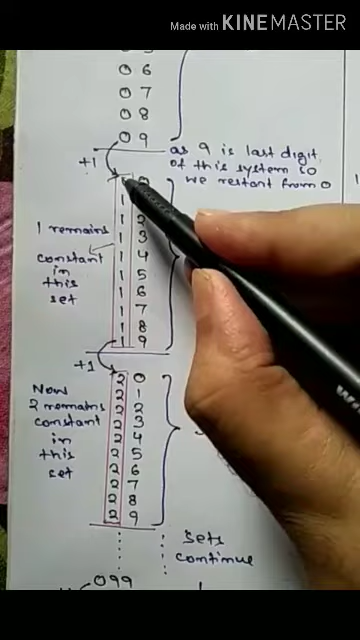 Made with KINEMASTER
0 6
0 7
0 8
0 9
+1
as 9 is last digit
of this system so
we restart from 0
1 0
1
1 2
1 3
1 4
1 5
1 6
1 7
1 8
1 9
1 remains
constant
in
this
set
+1
2 0
2 1
2 2
2 3
2 4
2 5
2 6
2 7
2 8
2 9
Now
2 remains
constant
in
this
set
sets
continue
099